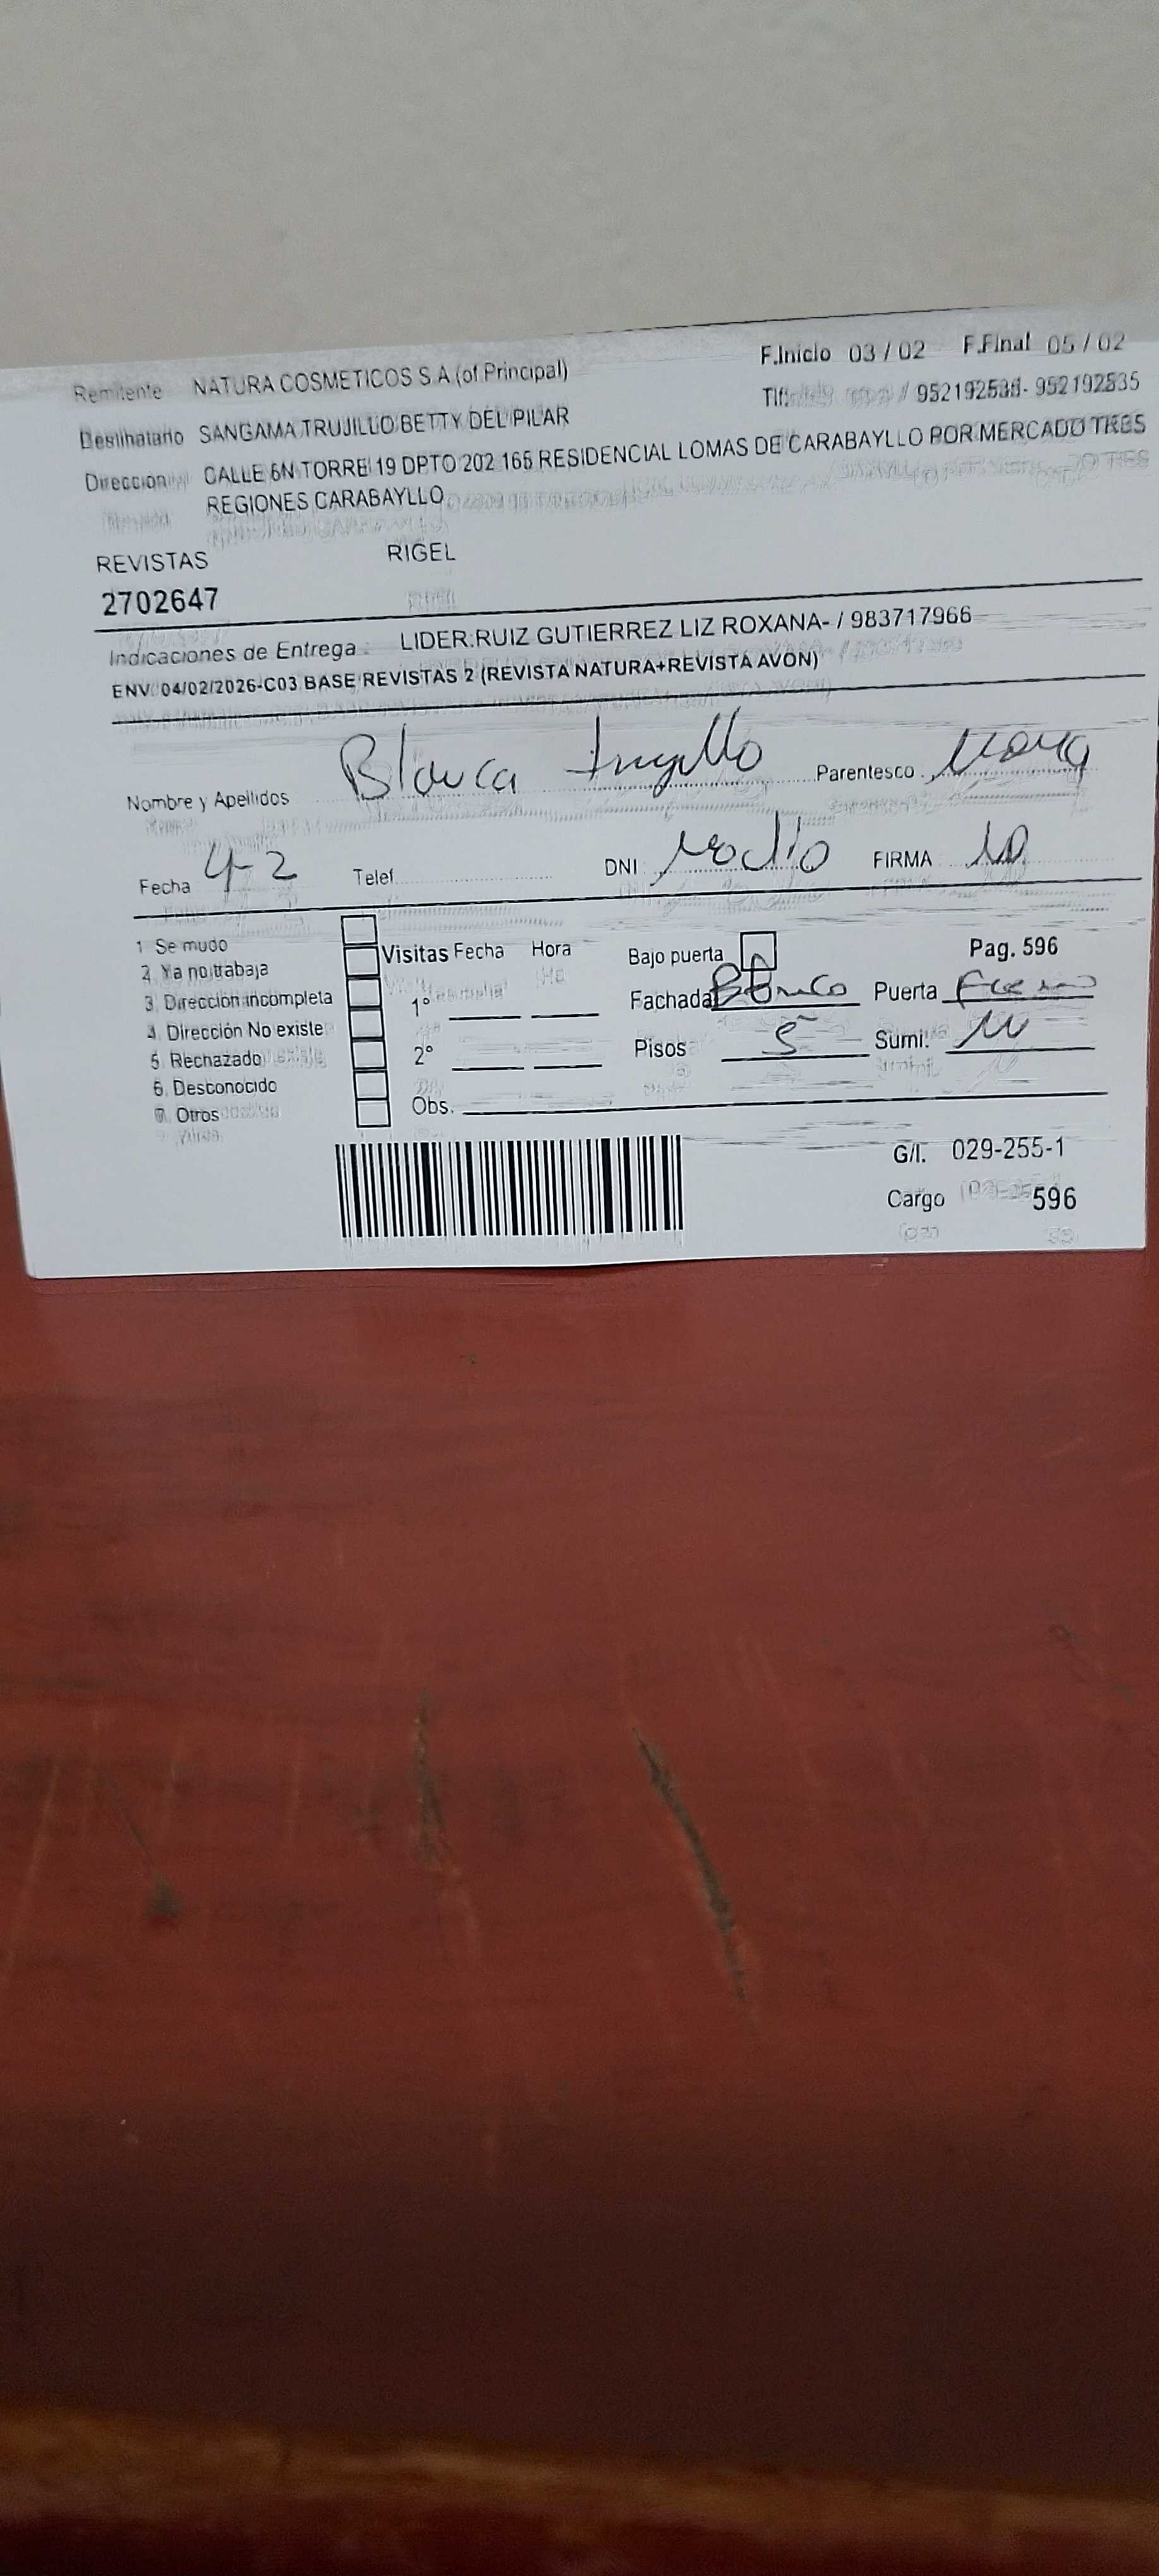 F.Inicio 03 / 02 F.Final 05 / 02
Remitente NATURA COSMETICOS S.A (of Principal)
Tlf / 952192535- 952192535
Destinatario SANGAMA TRUJILLO BETTY DEL PILAR
Direccion CALLE 6N TORRE 19 DPTO 202 165 RESIDENCIAL LOMAS DE CARABAYLLO POR MERCADO TRES
REGIONES CARABAYLLO
REVISTAS RIGEL
2702647
Indicaciones de Entrega : LIDER:RUIZ GUTIERREZ LIZ ROXANA- / 983717966
ENV. 04/02/2026-C03 BASE REVISTAS 2 (REVISTA NATURA+REVISTA AVON)
Nombre y Apellidos Blanca Trujillo Parentesco
Fecha 4-2 Telef. DNI FIRMA
1 Se mudo
2. Ya no trabaja
3. Dirección incompleta
4 Dirección No existe
5. Rechazado
6. Desconocido
7. Otros
Visitas Fecha Hora
1°
2°
Obs.
Bajo puerta Pag. 596
Fachada Blanco Puerta Fierro
Pisos 5 Sumi.
G/I. 029-255-1
Cargo 596